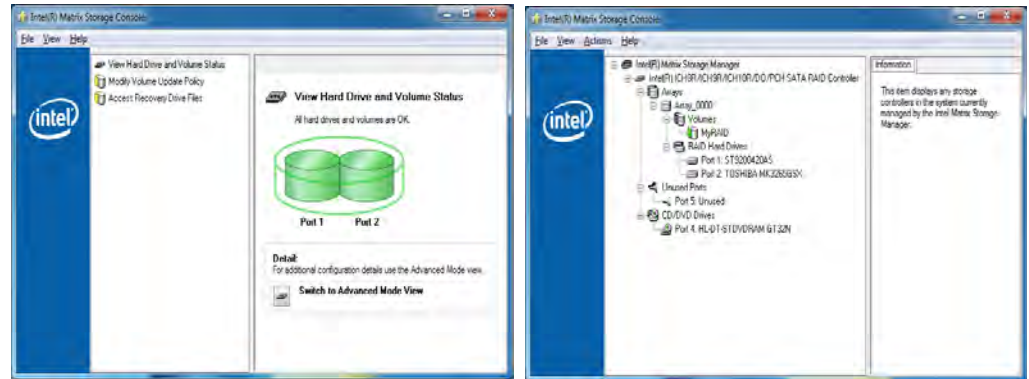 Intel(R) Matrix Storage Console
File View Help
View Hard Drive and Volume Status
Modify Volume Update Policy
Access Recovery Drive Files
intel
View Hard Drive and Volume Status
All hard drives and volumes are OK.
Port 1 Port 2
Detail:
For additional configuration details use the Advanced Mode view.
Switch to Advanced Mode View
Intel(R) Matrix Storage Console
File View Actions Help
Intel(R) Matrix Storage Manager
Intel(R) ICH8R/ICH9R/ICH10R/DO/PCH SATA RAID Controller
Arrays
Array_0000
Volumes
MyRAID
RAID Hard Drives
Port 1: ST9200420AS
Port 2: TOSHIBA MK3265GSX
Unused Ports
Port 5: Unused
CD/DVD Drives
Port 4: HL-DT-STDVDRAM GT32N
intel
Information
This item displays any storage
controllers in the system currently
managed by the Intel Matrix Storage
Manager.